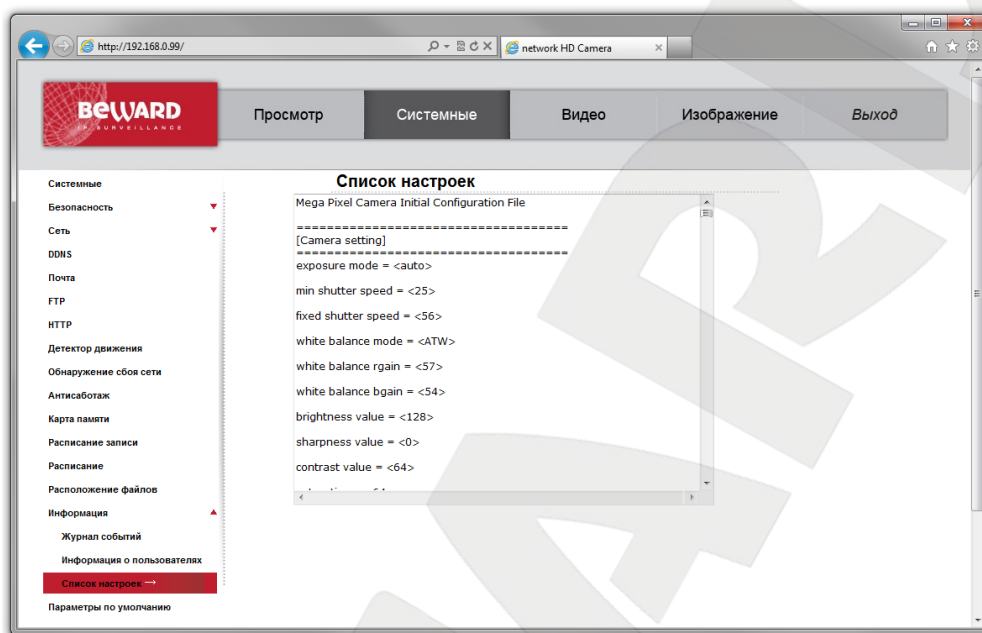 http://192.168.0.99/
network HD Camera
BEWARD
IP SURVEILLANCE
Просмотр
Системные
Видео
Изображение
Выход
Системные
Безопасность
Сеть
DDNS
Почта
FTP
HTTP
Детектор движения
Обнаружение сбоя сети
Антисаботаж
Карта памяти
Расписание записи
Расписание
Расположение файлов
Информация
Журнал событий
Информация о пользователях
Список настроек →
Параметры по умолчанию
Список настроек
Mega Pixel Camera Initial Configuration File
=====================================
[Camera setting]
=====================================
exposure mode = <auto>
min shutter speed = <25>
fixed shutter speed = <56>
white balance mode = <ATW>
white balance rgain = <57>
white balance bgain = <54>
brightness value = <128>
sharpness value = <0>
contrast value = <64>